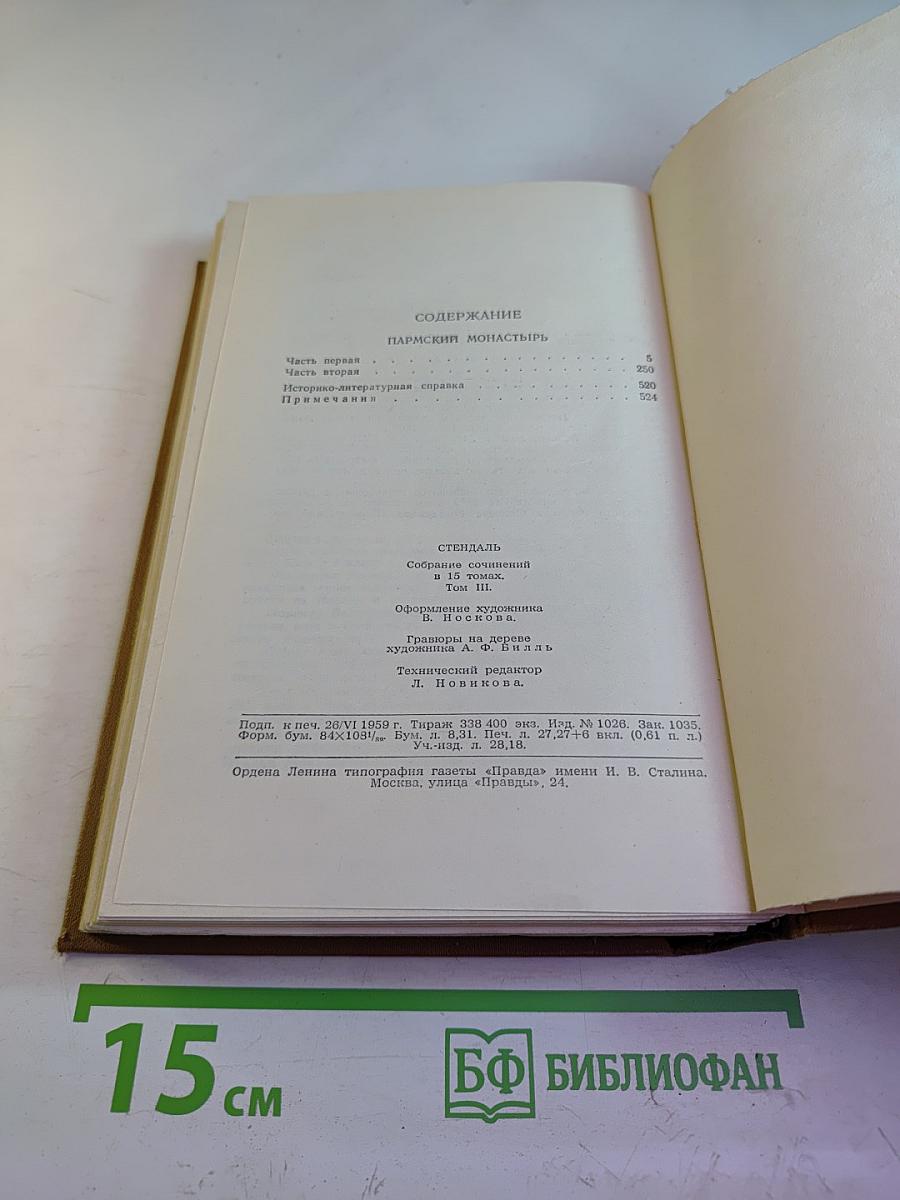 СОДЕРЖАНИЕ
ПАРМСКИЙ МОНАСТЫРЬ
Часть первая . . . . . . . . . . . . . . . . 5
Часть вторая . . . . . . . . . . . . . . . . 250
Историко-литературная справка . . . . . . . . . 520
Примечания . . . . . . . . . . . . . . . 524
СТЕНДАЛЬ
Собрание сочинений
в 15 томах.
Том III.
Оформление художника
В. Носкова.
Гравюры на дереве
художника А. Ф. Билль
Технический редактор
Л. Новикова.
Подп. к печ. 26/VI 1959 г. Тираж 338 400 экз. Изд. № 1026. Зак. 1035.
Форм. бум. 84×108¹/₃₂. Бум. л. 8,31. Печ. л. 27,27+6 вкл. (0,61 п. л.)
Уч.-изд. л. 28,18.
Ордена Ленина типография газеты «Правда» имени И. В. Сталина.
Москва, улица «Правды», 24.
15 см
БФ БИБЛИОФАН